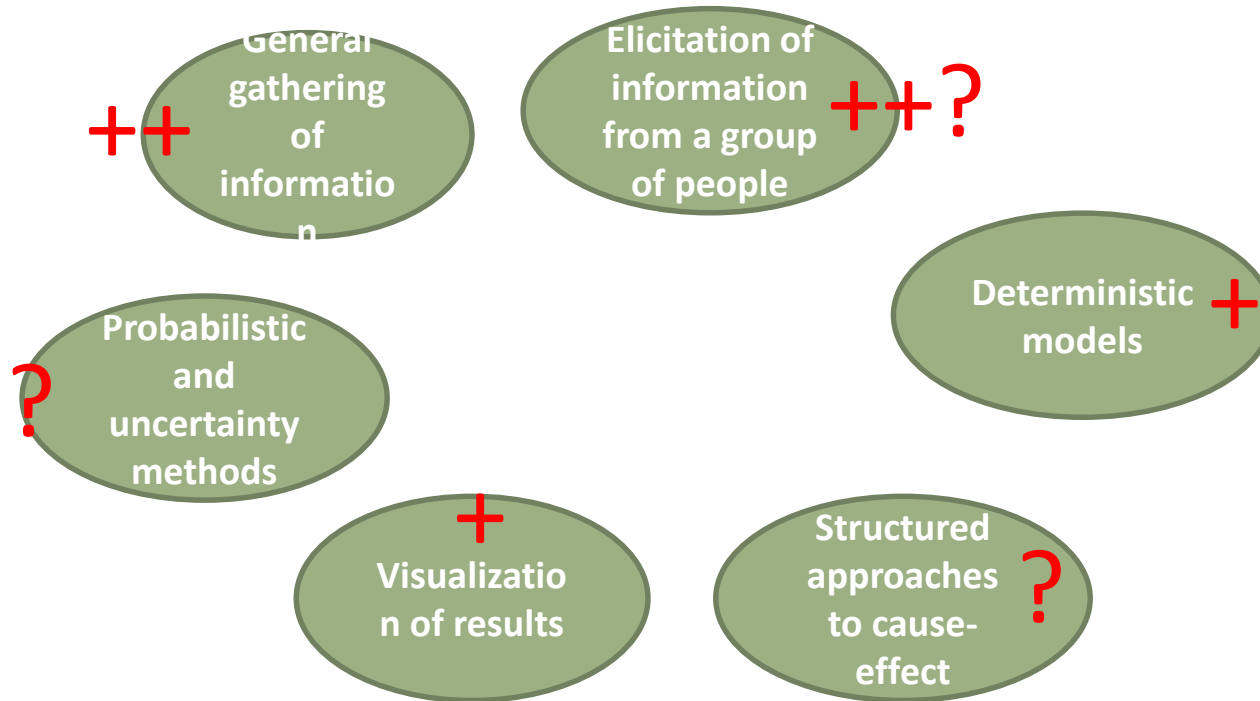 General
gathering
of
informatio
n
++
Elicitation of
information
from a group
of people
++?
Deterministic
models
+
Probabilistic
and
uncertainty
methods
?
+
Visualizatio
n of results
Structured
approaches
to cause-
effect
?